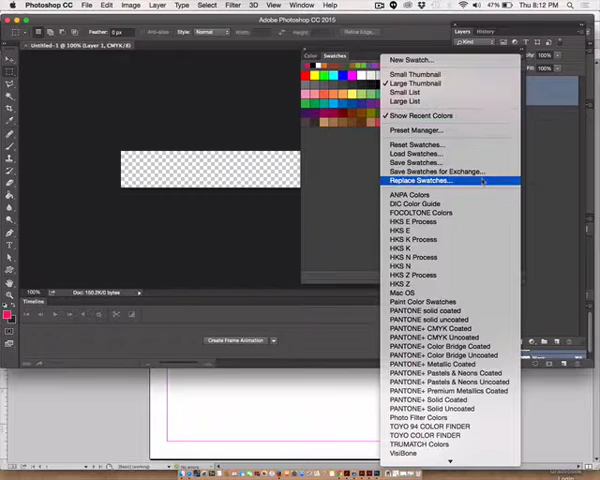 Photoshop CC File Edit Image Layer Type Select Filter 3D View Window Help
47% Thu 8:12 PM
Adobe Photoshop CC 2015
Feather: 0 px Anti-alias Style: Normal Refine Edge...
Untitled-1 @ 100% (Layer 1, CMYK/8)
Color Swatches
Layers History
Kind
New Swatch...
Small Thumbnail
Large Thumbnail
Small List
Large List
Show Recent Colors
Preset Manager...
Reset Swatches...
Load Swatches...
Save Swatches...
Save Swatches for Exchange...
Replace Swatches...
ANPA Colors
DIC Color Guide
FOCOLTONE Colors
HKS E Process
HKS E
HKS K Process
HKS K
HKS N Process
HKS N
HKS Z Process
HKS Z
Mac OS
Paint Color Swatches
PANTONE solid coated
PANTONE solid uncoated
PANTONE+ CMYK Coated
PANTONE+ CMYK Uncoated
PANTONE+ Color Bridge Coated
PANTONE+ Color Bridge Uncoated
PANTONE+ Metallic Coated
PANTONE+ Pastels & Neons Coated
PANTONE+ Pastels & Neons Uncoated
PANTONE+ Premium Metallics Coated
PANTONE+ Solid Coated
PANTONE+ Solid Uncoated
Photo Filter Colors
TOYO 94 COLOR FINDER
TOYO COLOR FINDER
TRUMATCH Colors
VisiBone
100% Doc: 150.2K/0 bytes
Timeline
Create Frame Animation